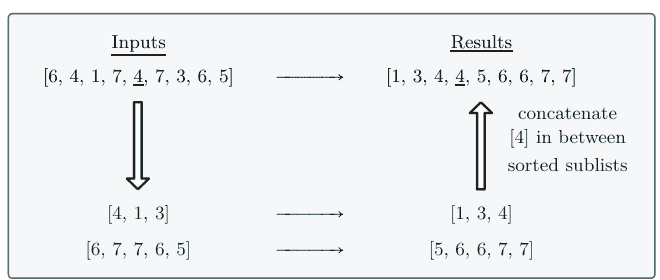 Inputs Results
[6, 4, 1, 7, 4, 7, 3, 6, 5] [1, 3, 4, 4, 5, 6, 6, 7, 7]
concatenate
[4] in between
sorted sublists
[4, 1, 3] [1, 3, 4]
[6, 7, 7, 6, 5] [5, 6, 6, 7, 7]